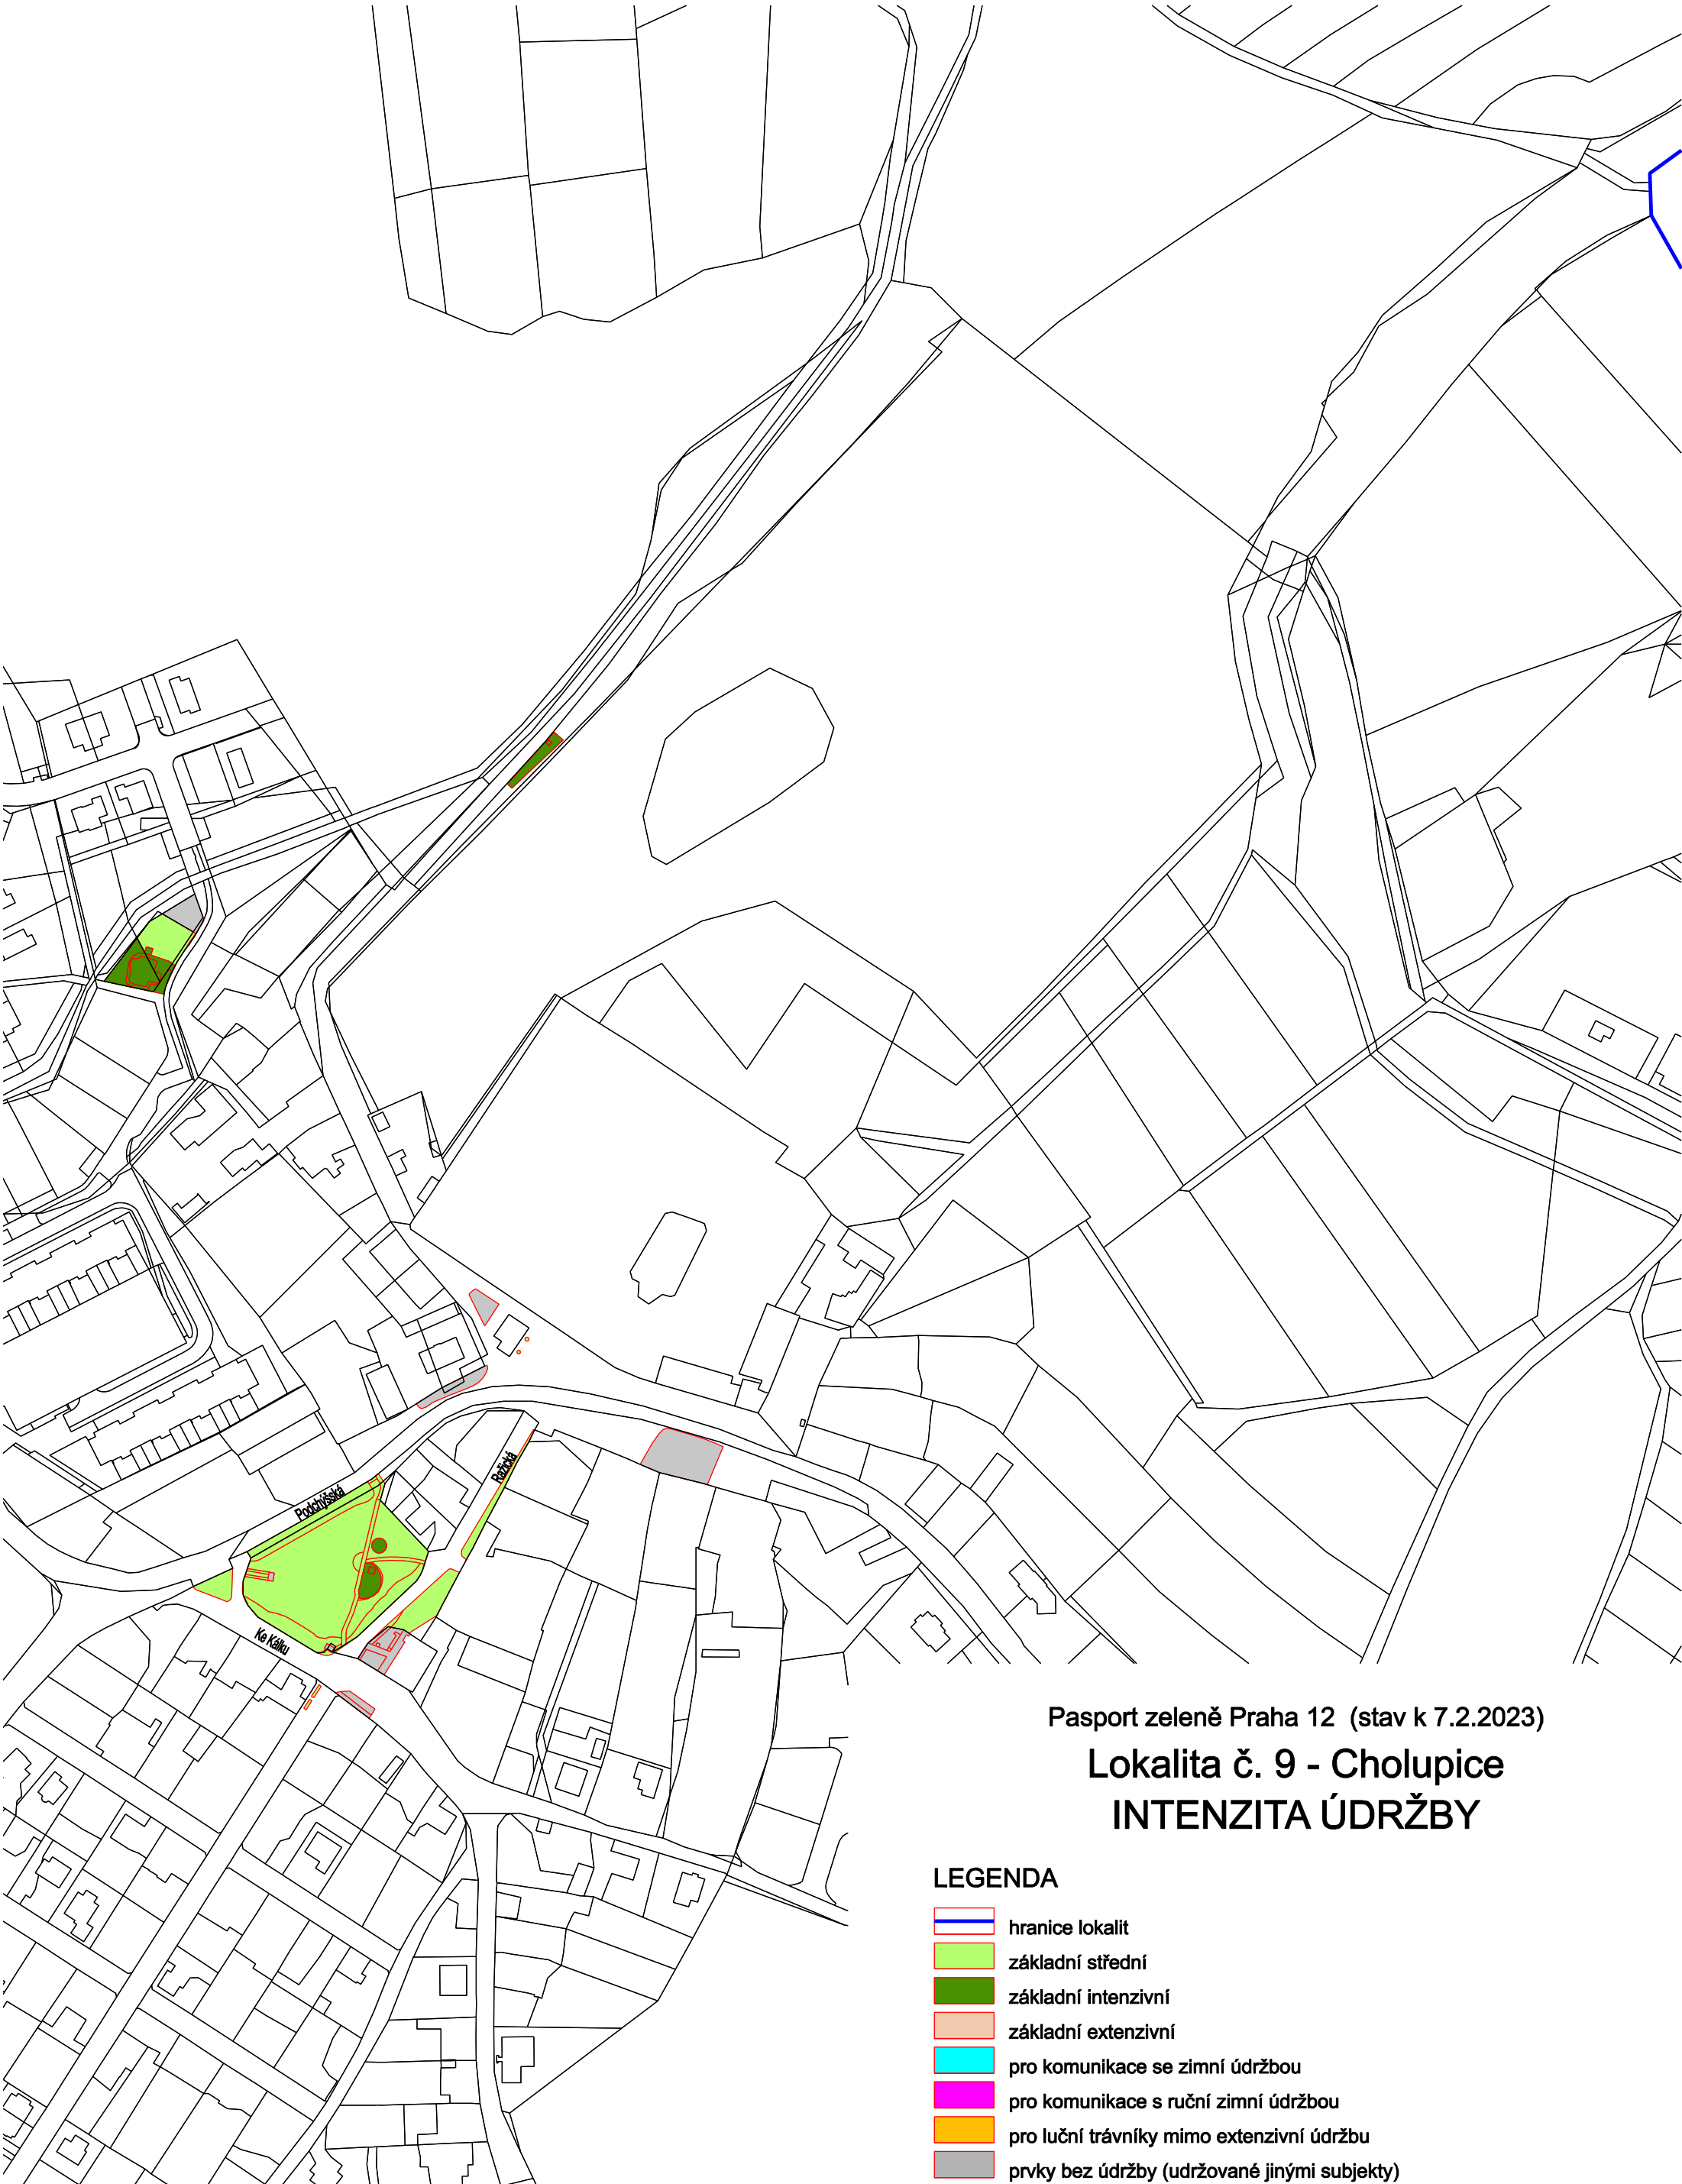 Ražická
Podchýšská
Ke Kálku
Pasport zeleně Praha 12 (stav k 7.2.2023)
Lokalita č. 9 - Cholupice
INTENZITA ÚDRŽBY
LEGENDA
hranice lokalit
základní střední
základní intenzivní
základní extenzivní
pro komunikace se zimní údržbou
pro komunikace s ruční zimní údržbou
pro luční trávníky mimo extenzivní údržbu
prvky bez údržby (udržované jinými subjekty)